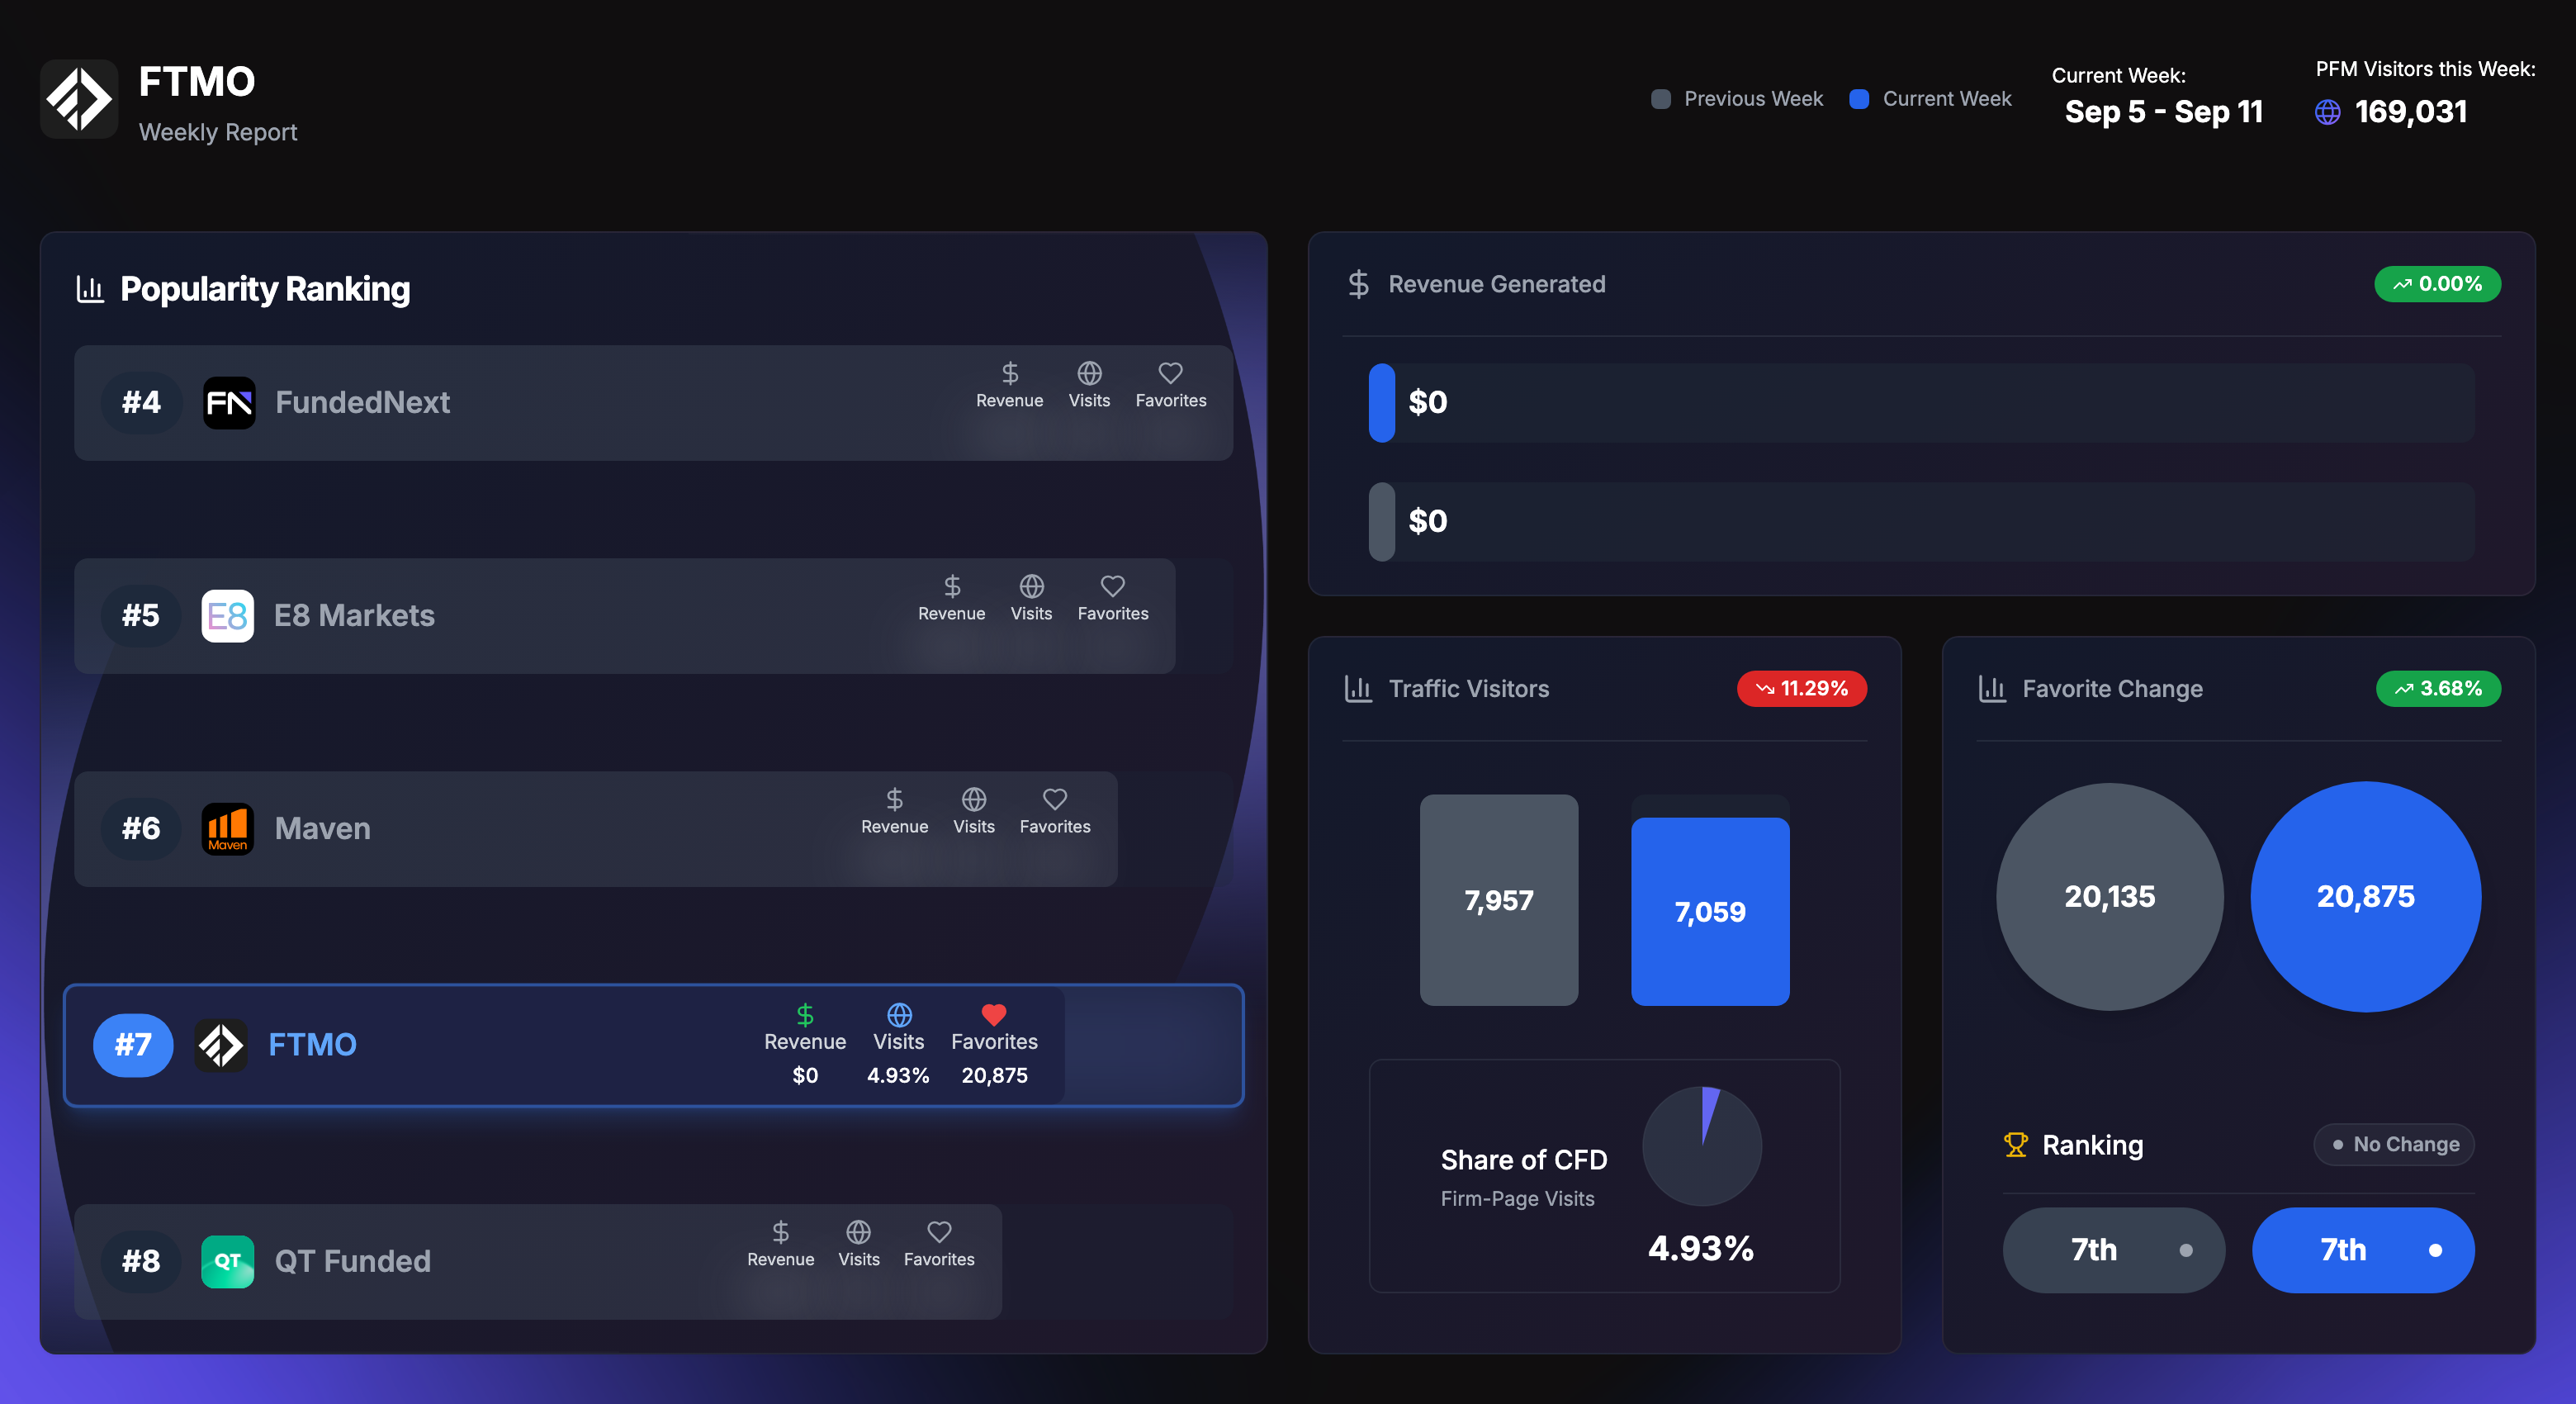 FTMO
Weekly Report
Previous Week
Current Week
Current Week:
Sep 5 - Sep 11
PFM Visitors this Week:
169,031
Popularity Ranking
#4
FN
FundedNext
Revenue
Visits
Favorites
#5
E8
E8 Markets
Revenue
Visits
Favorites
#6
Maven
Maven
Revenue
Visits
Favorites
#7
FTMO
Revenue
Visits
Favorites
$0
4.93%
20,875
#8
QT
QT Funded
Revenue
Visits
Favorites
Revenue Generated
0.00%
$0
$0
Traffic Visitors
11.29%
7,957
7,059
Share of CFD
Firm-Page Visits
4.93%
Favorite Change
3.68%
20,135
20,875
Ranking
No Change
7th
7th